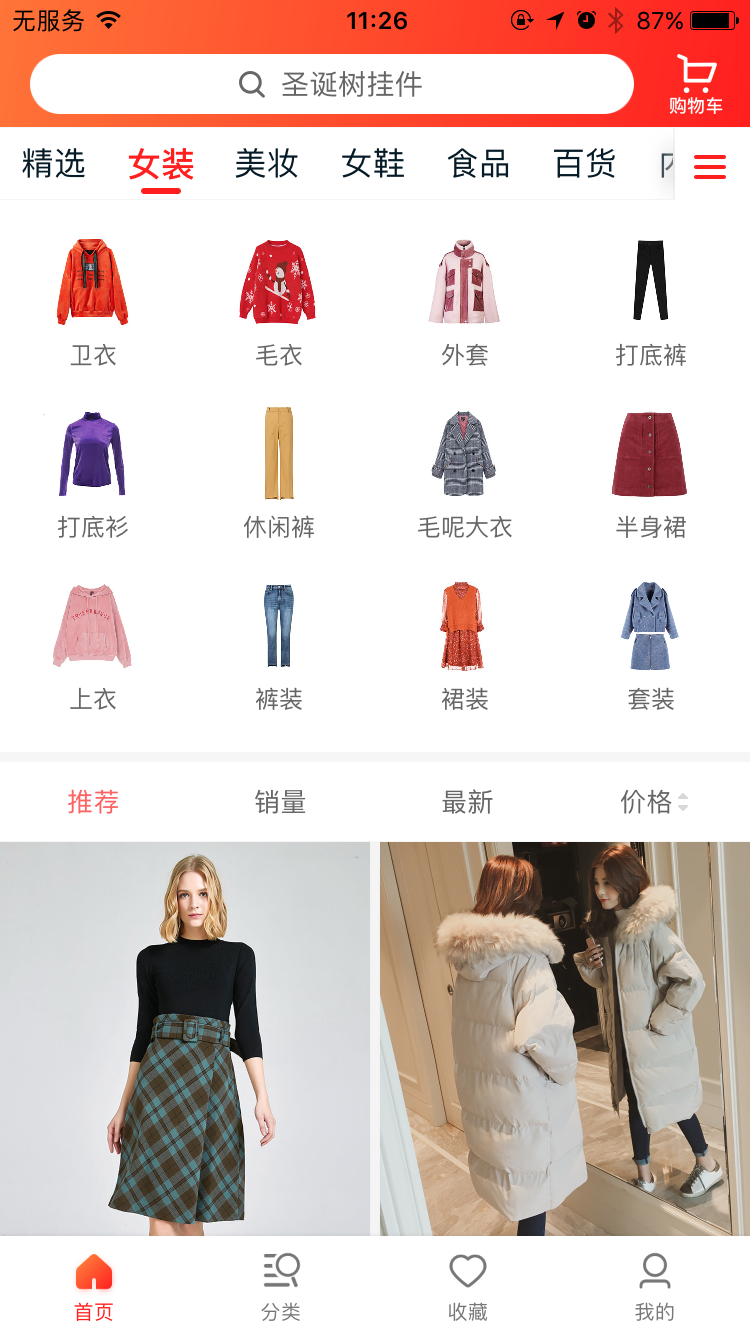 无服务 11:26 87%
圣诞树挂件
购物车
精选 女装 美妆 女鞋 食品 百货
卫衣 毛衣 外套 打底裤
打底衫 休闲裤 毛呢大衣 半身裙
上衣 裤装 裙装 套装
推荐 销量 最新 价格
首页 分类 收藏 我的